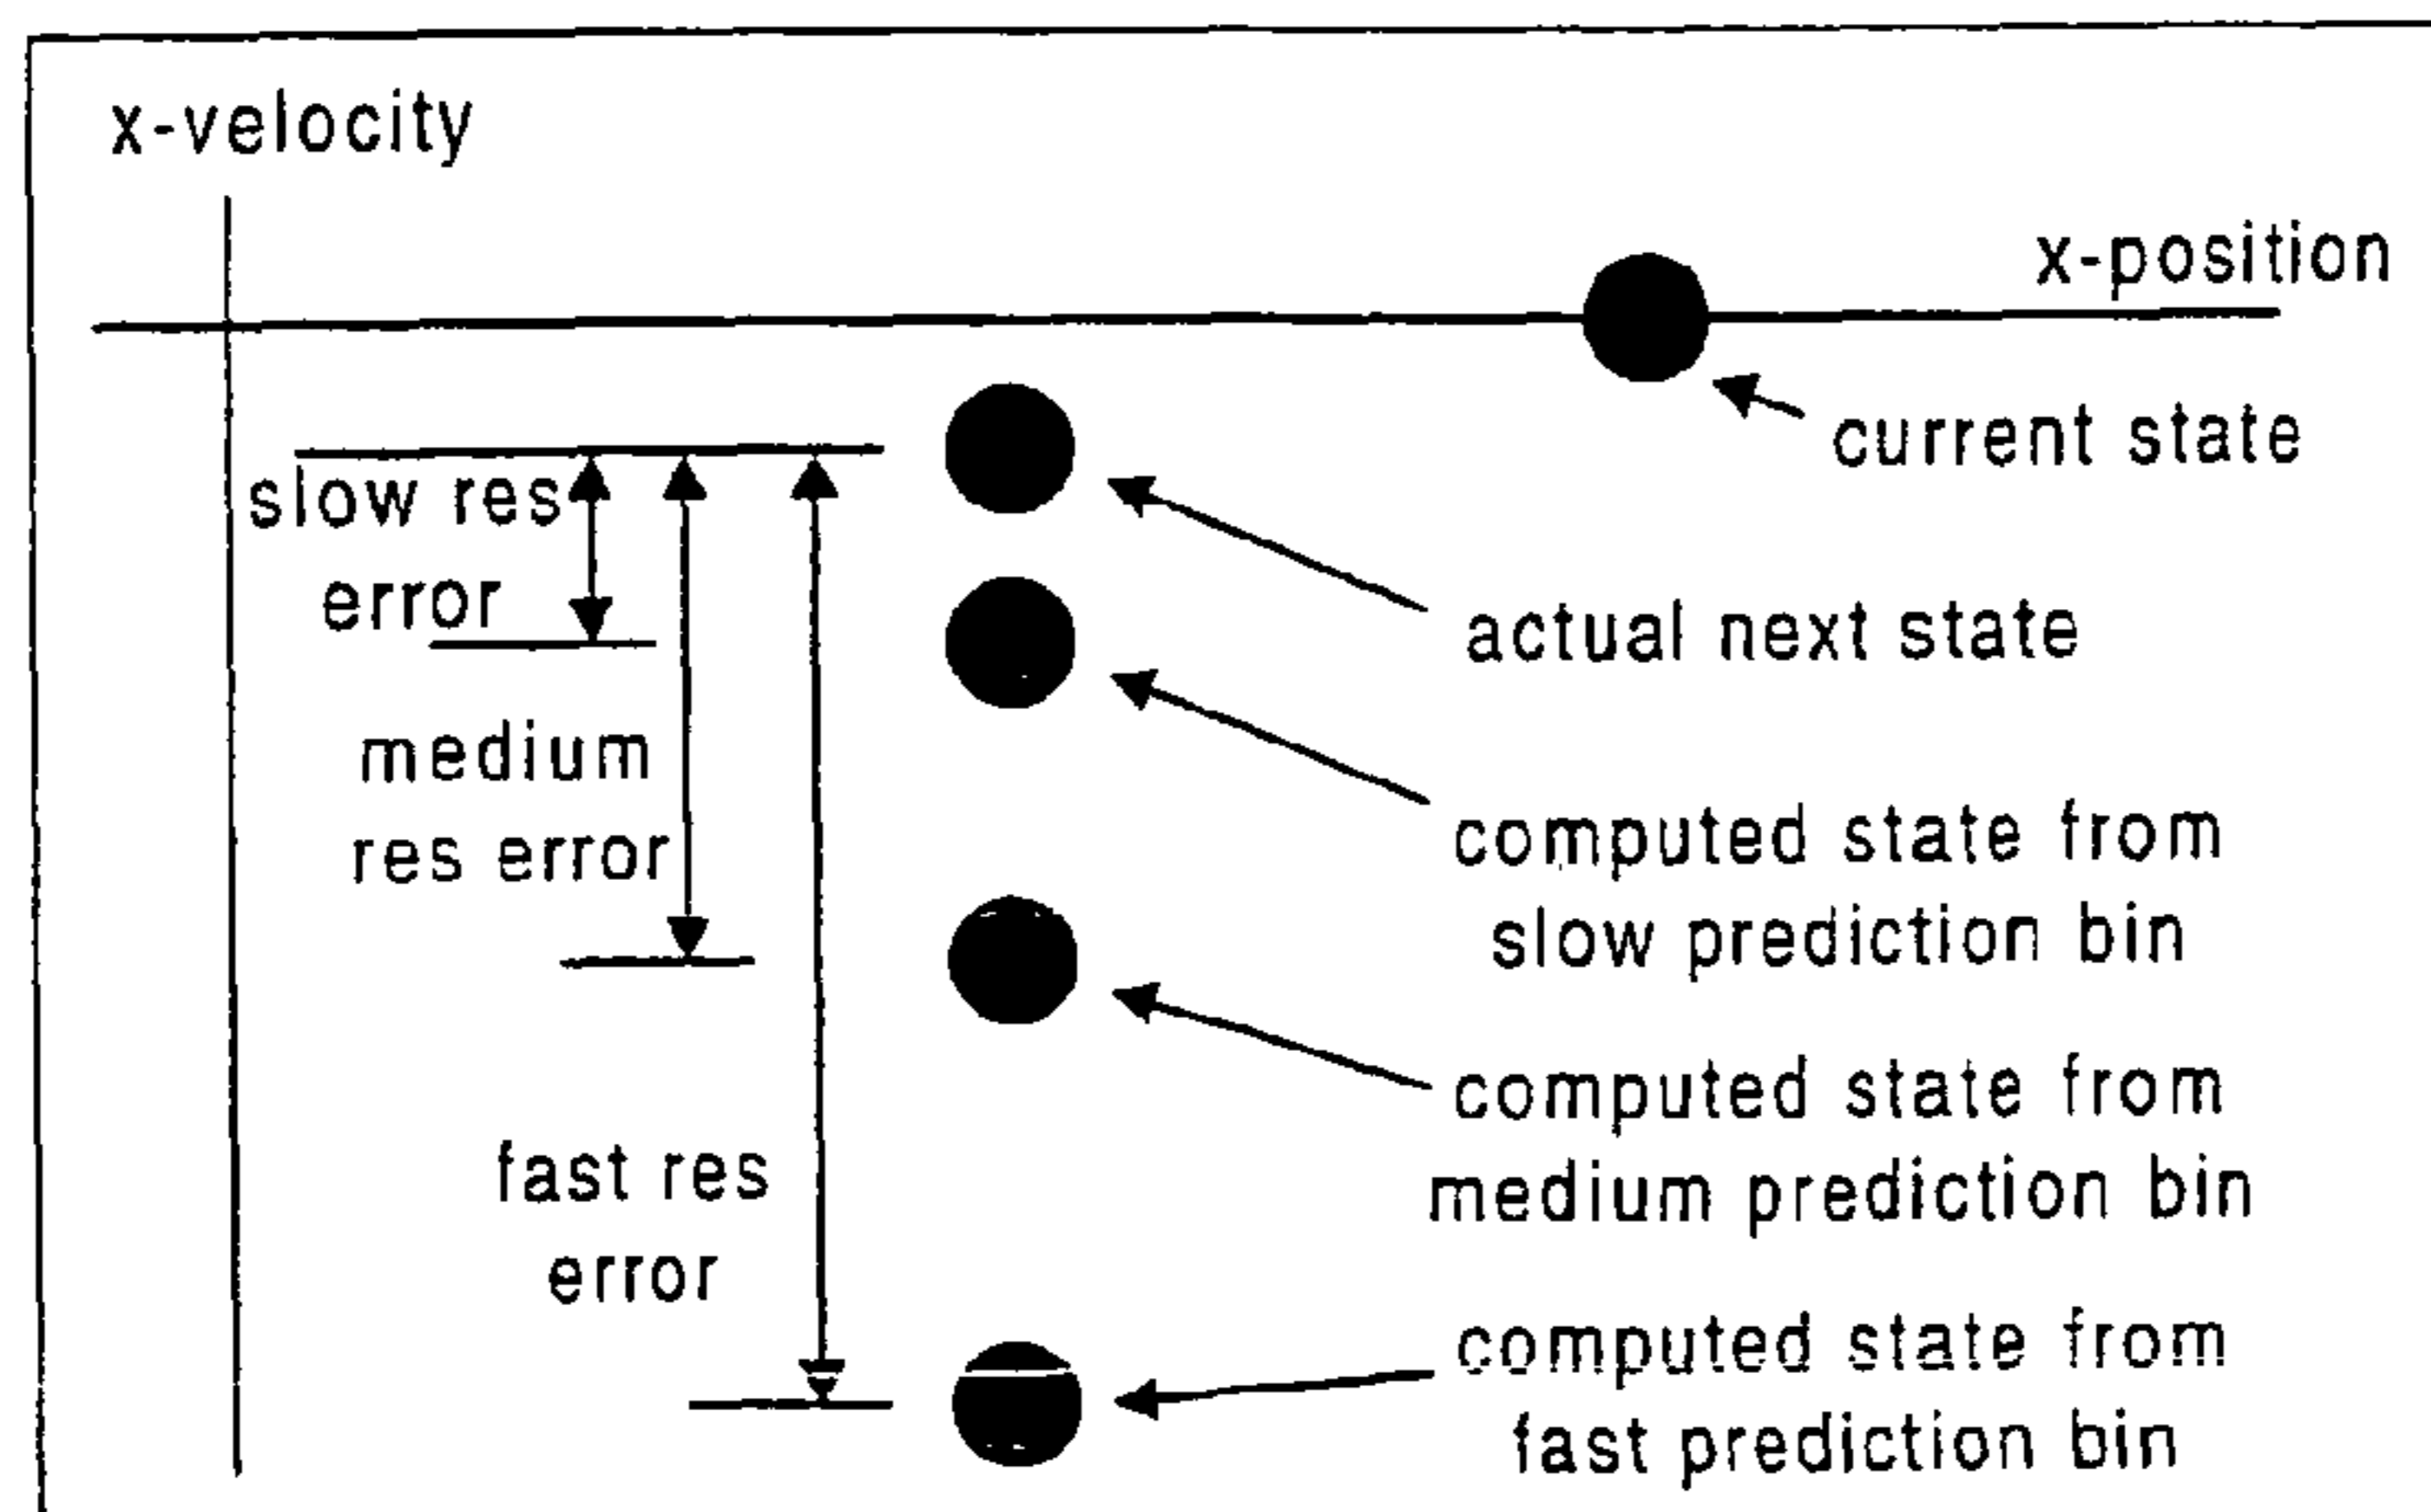 x-velocity
x-position
current state
slow res
error
actual next state
medium
res error
computed state from
slow prediction bin
computed state from
medium prediction bin
fast res
error
computed state from
fast prediction bin